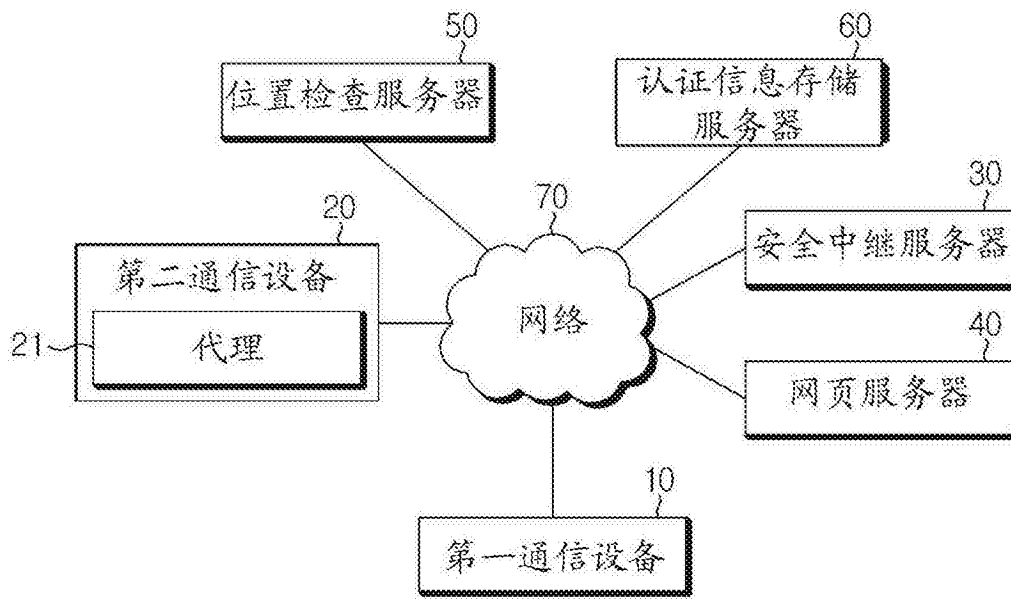 50
位置检查服务器
60
认证信息存储
服务器
30
安全中继服务器
70
网络
20
第二通信设备
21
代理
40
网页服务器
10
第一通信设备